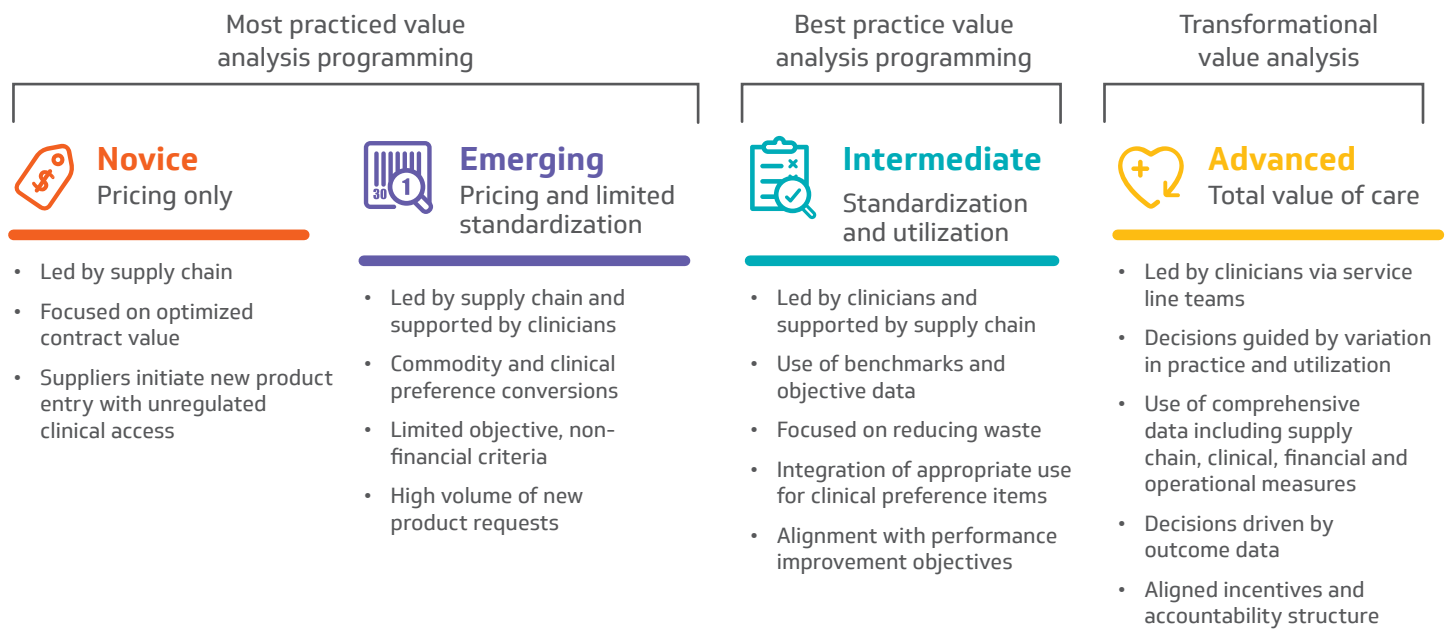 Most practiced value
analysis programming
Best practice value
analysis programming
Transformational
value analysis
$
Novice
Pricing only
• Led by supply chain
• Focused on optimized
contract value
• Suppliers initiate new product
entry with unregulated
clinical access
30
1
Emerging
Pricing and limited
standardization
• Led by supply chain and
supported by clinicians
• Commodity and clinical
preference conversions
• Limited objective, non-
financial criteria
• High volume of new
product requests
Intermediate
Standardization
and utilization
• Led by clinicians and
supported by supply chain
• Use of benchmarks and
objective data
• Focused on reducing waste
• Integration of appropriate use
for clinical preference items
• Alignment with performance
improvement objectives
Advanced
Total value of care
• Led by clinicians via service
line teams
• Decisions guided by variation
in practice and utilization
• Use of comprehensive
data including supply
chain, clinical, financial and
operational measures
• Decisions driven by
outcome data
• Aligned incentives and
accountability structure